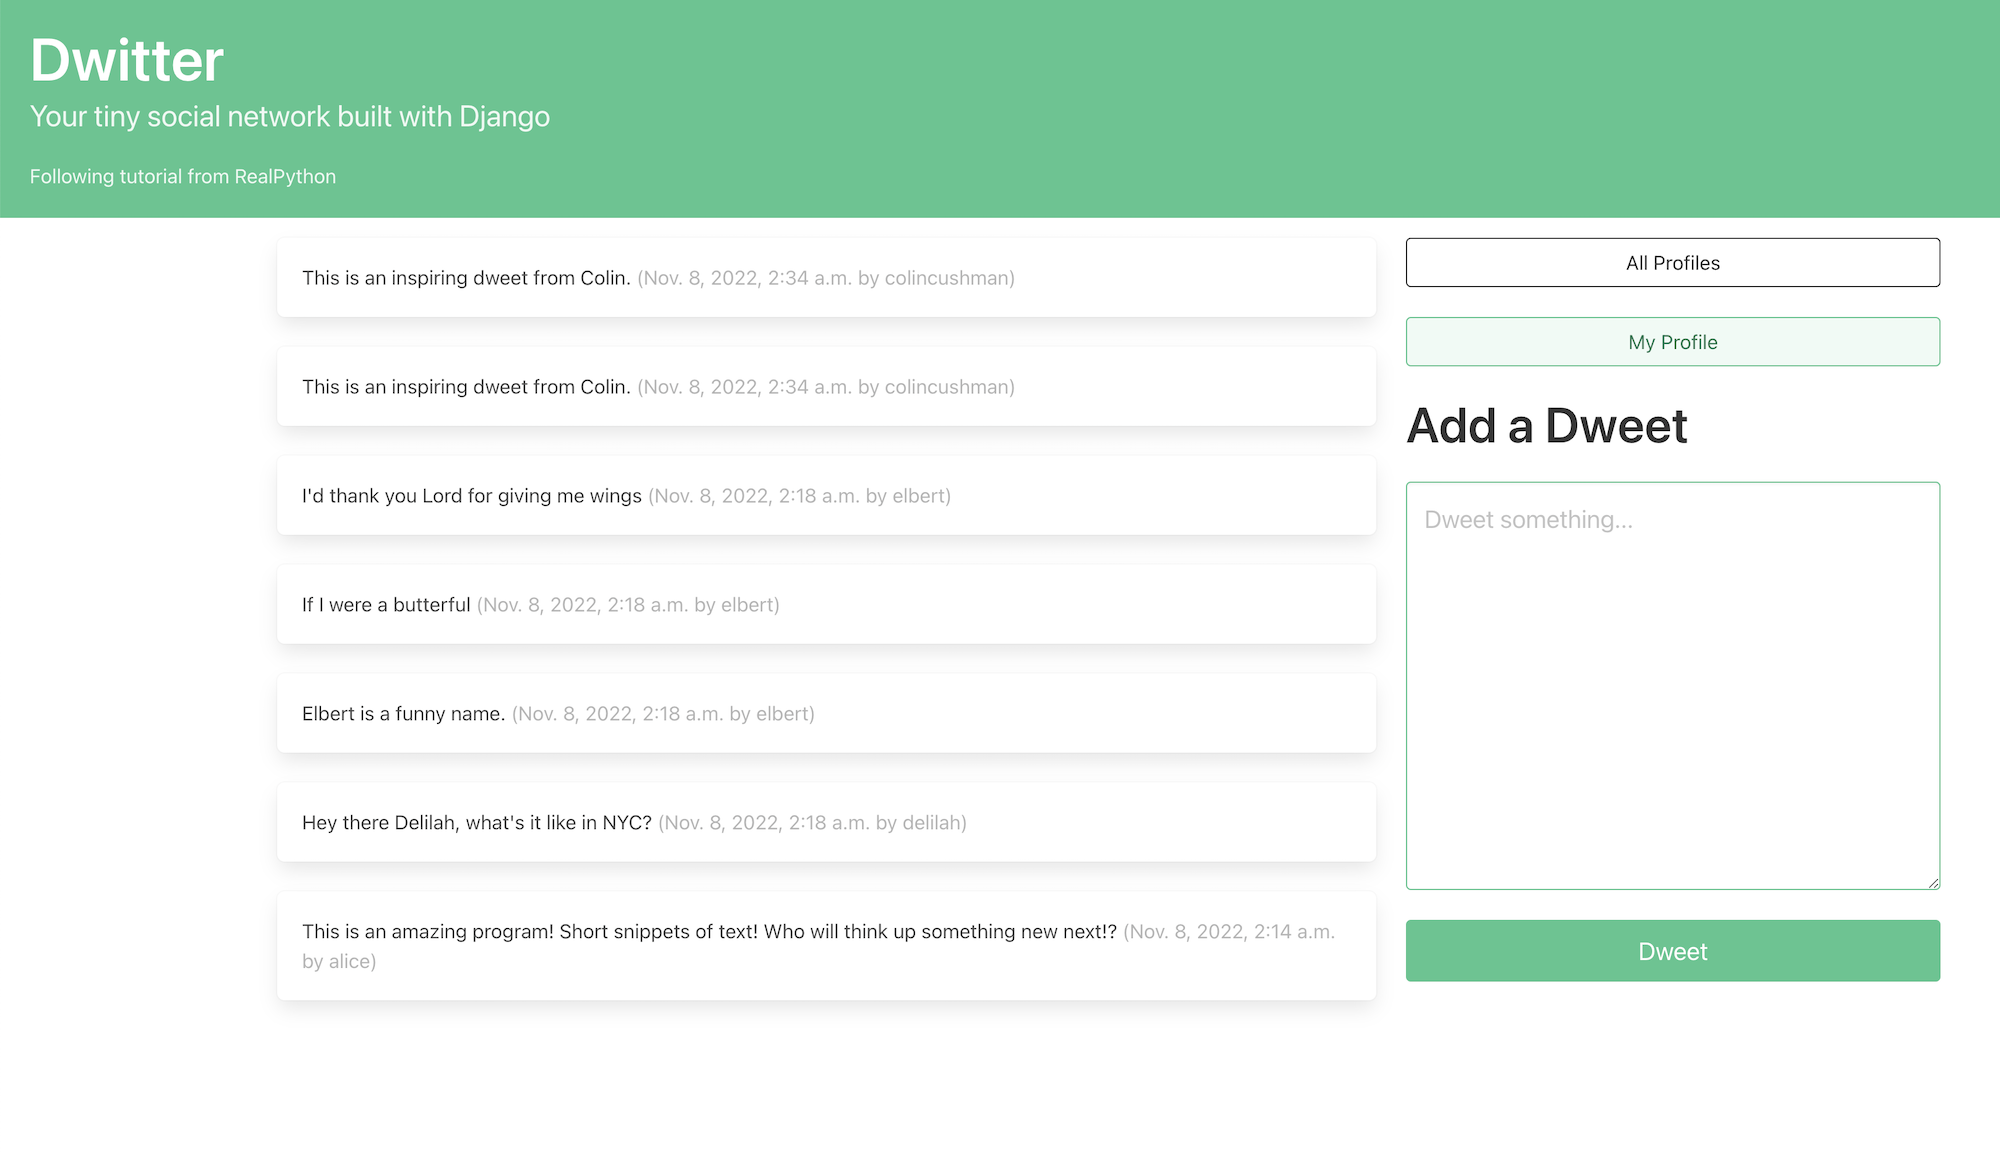 Dwitter
Your tiny social network built with Django
Following tutorial from RealPython
This is an inspiring dweet from Colin. (Nov. 8, 2022, 2:34 a.m. by colincushman)
This is an inspiring dweet from Colin. (Nov. 8, 2022, 2:34 a.m. by colincushman)
I'd thank you Lord for giving me wings (Nov. 8, 2022, 2:18 a.m. by elbert)
If I were a butterful (Nov. 8, 2022, 2:18 a.m. by elbert)
Elbert is a funny name. (Nov. 8, 2022, 2:18 a.m. by elbert)
Hey there Delilah, what's it like in NYC? (Nov. 8, 2022, 2:18 a.m. by delilah)
This is an amazing program! Short snippets of text! Who will think up something new next!? (Nov. 8, 2022, 2:14 a.m.
by alice)
All Profiles
My Profile
Add a Dweet
Dweet something...
Dweet